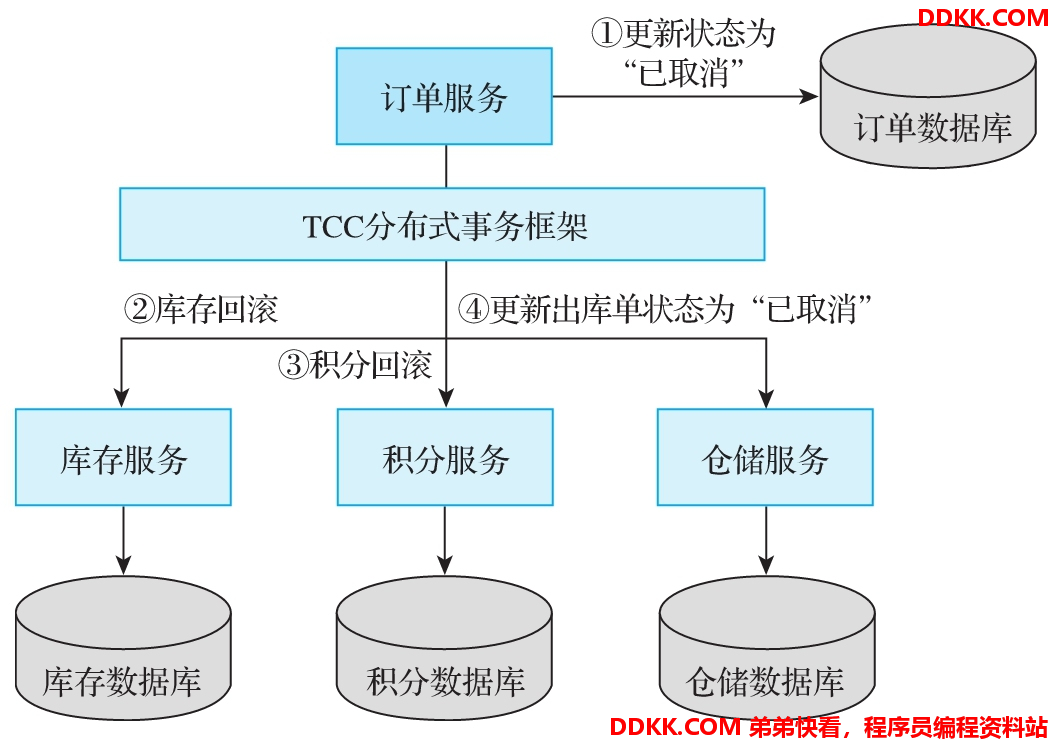 DDKK.COM
①更新状态为
“已取消”
订单服务
订单数据库
TCC分布式事务框架
②库存回滚
④更新出库单状态为“已取消”
③积分回滚
库存服务
积分服务
仓储服务
库存数据库
积分数据库
仓储数据库
DDKK.COM 弟弟快看，程序员编程资料站